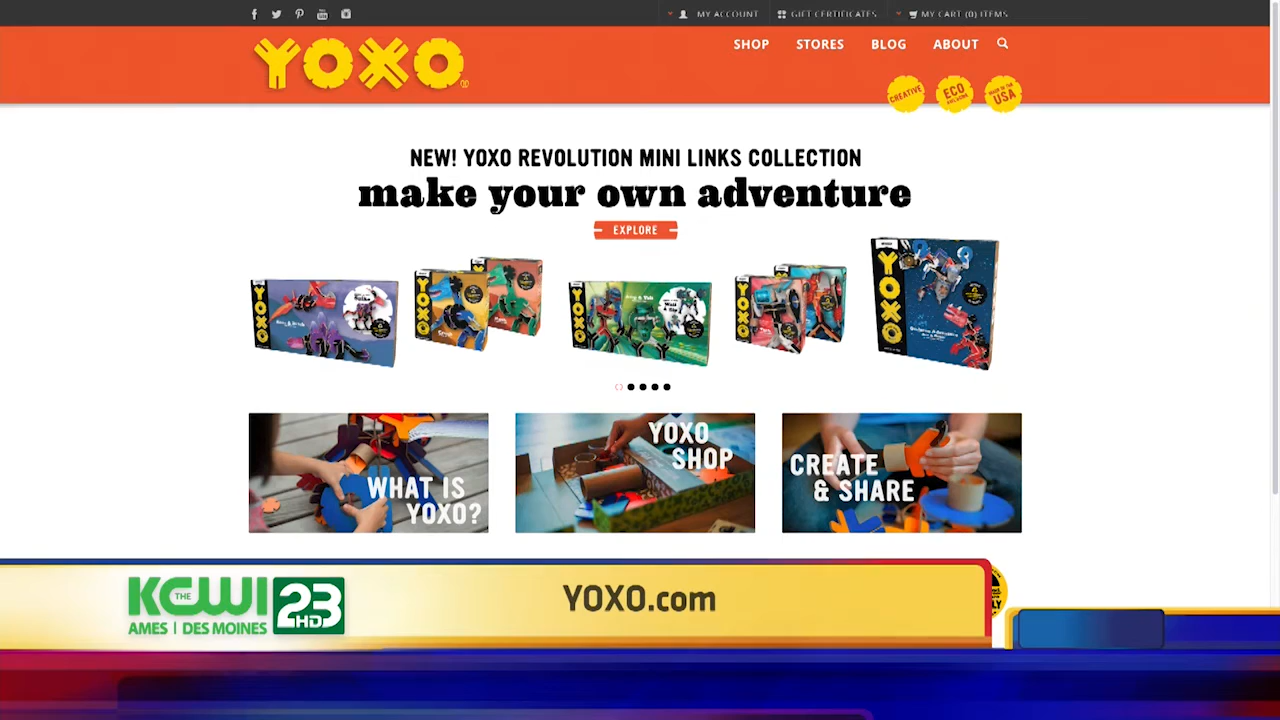 MY ACCOUNT
GIFT CERTIFICATES
MY CART (0) ITEMS
YOXO
SHOP
STORES
BLOG
ABOUT
CREATIVE
ECO
USA
NEW! YOXO REVOLUTION MINI LINKS COLLECTION
make your own adventure
EXPLORE
YOXO
YOXO
YOXO
YOXO
YOXO
WHAT IS
YOXO?
YOXO
SHOP
CREATE
& SHARE
THE
KCWI 23
HD
AMES | DES MOINES
YOXO.com